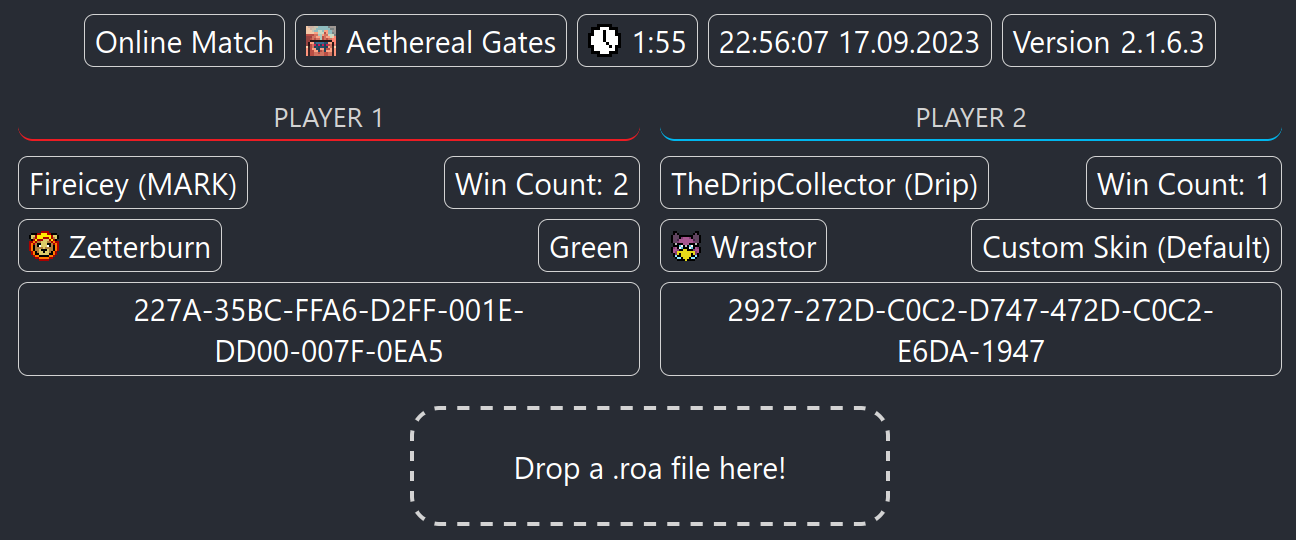 Online Match Aethereal Gates 1:55 22:56:07 17.09.2023 Version 2.1.6.3
PLAYER 1
Fireicey (MARK) Win Count: 2
Zetterburn Green
227A-35BC-FFA6-D2FF-001E-
DD00-007F-0EA5
PLAYER 2
TheDripCollector (Drip) Win Count: 1
Wrastor Custom Skin (Default)
2927-272D-C0C2-D747-472D-C0C2-
E6DA-1947
Drop a .roa file here!